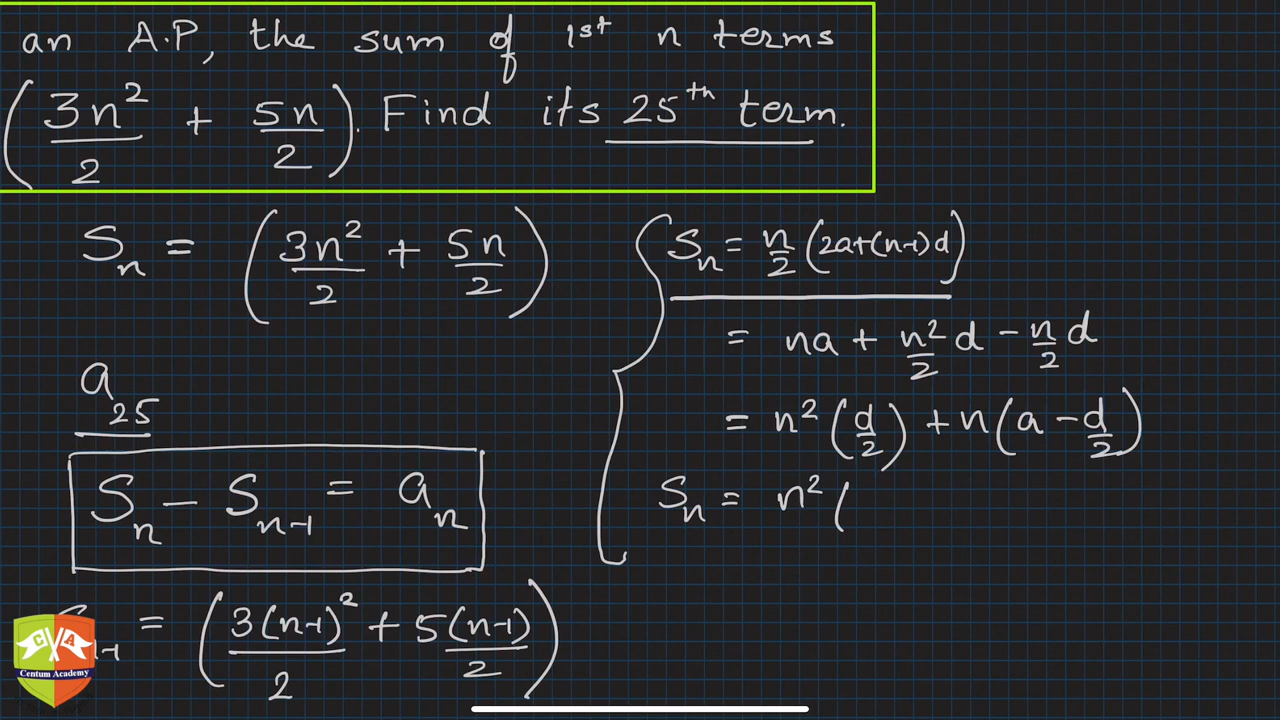 an A.P, the sum of 1st n terms
(3n²/2 + 5n/2). Find its 25th term.
Sₙ = (3n²/2 + 5n/2)
a₂₅
Sₙ − Sₙ₋₁ = aₙ
= (3(n-1)²/2 + 5(n-1)/2)
Sₙ = n/2 (2a+(n-1)d)
= na + n²/2 d − n/2 d
= n² (d/2) + n(a − d/2)
Sₙ = n² (
C A
Centum Academy